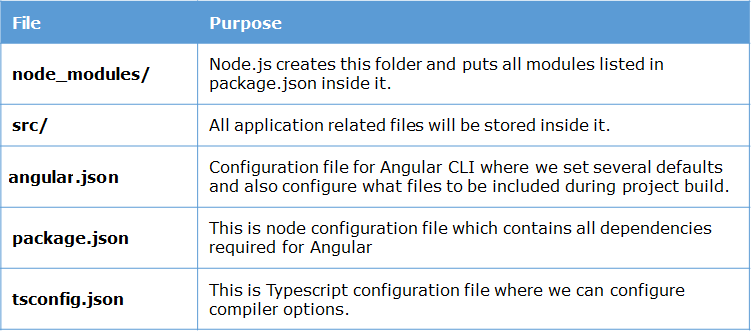 File Purpose
node_modules/ Node.js creates this folder and puts all modules listed in
package.json inside it.
src/ All application related files will be stored inside it.
angular.json Configuration file for Angular CLI where we set several defaults
and also configure what files to be included during project build.
package.json This is node configuration file which contains all dependencies
required for Angular
tsconfig.json This is Typescript configuration file where we can configure
compiler options.